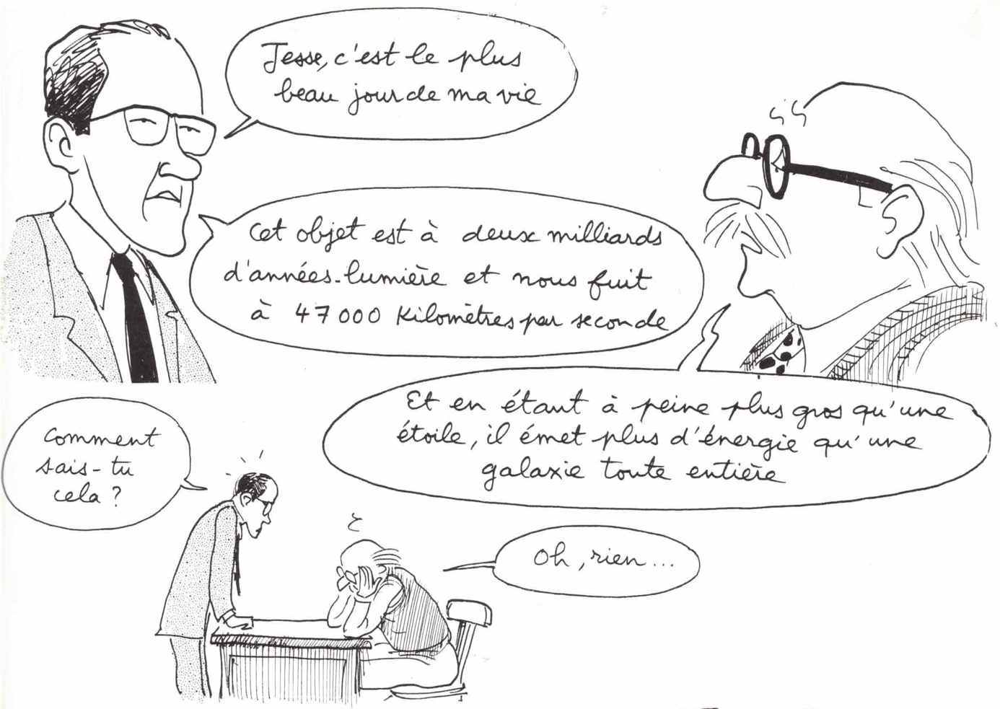 Jesse, c'est le plus
beau jour de ma vie
Cet objet est à deux milliards
d'années-lumière et nous fuit
à 47000 Kilomètres par seconde
Et en étant à peine plus gros qu'une
étoile, il émet plus d'énergie qu'une
galaxie toute entière
Comment
sais-tu
cela ?
Oh, rien...